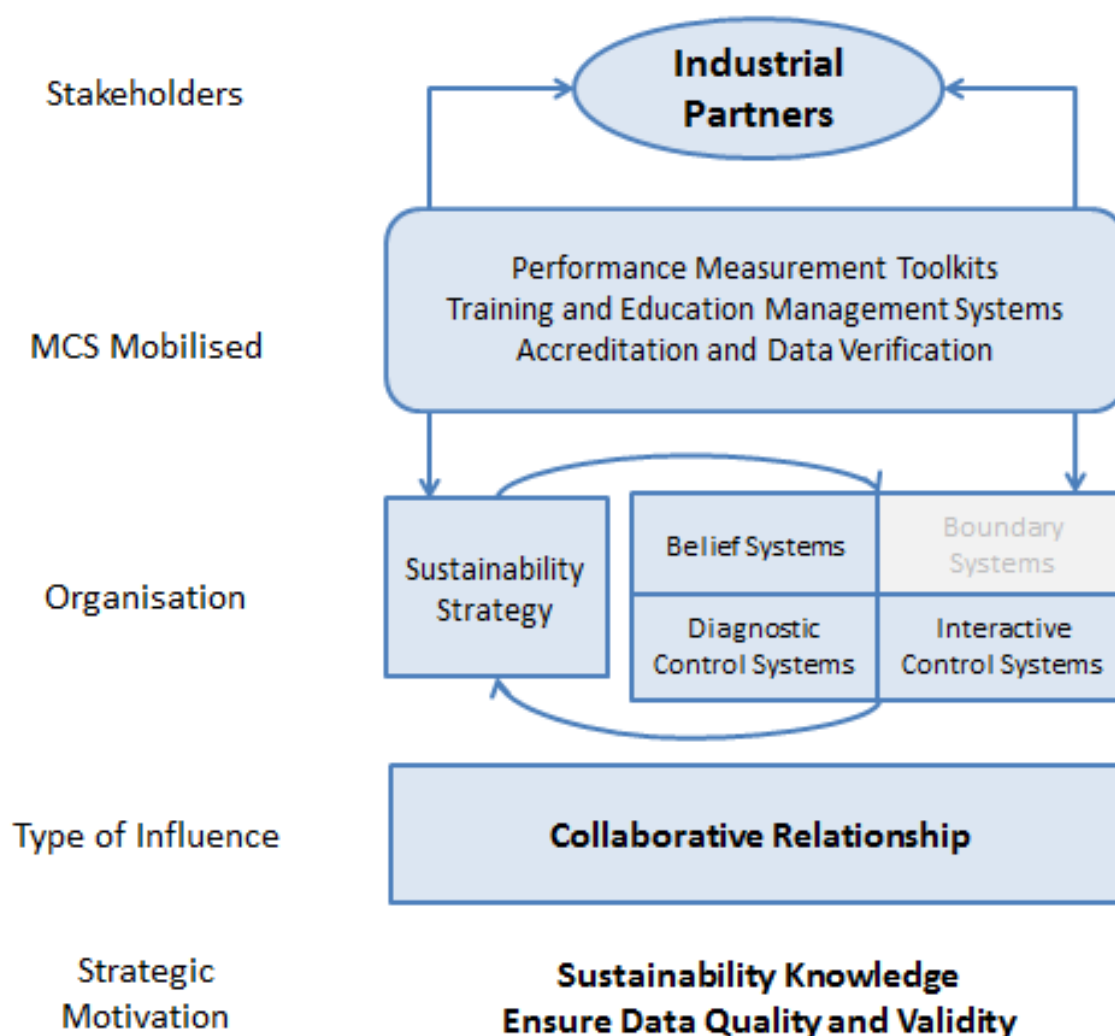 Stakeholders
Industrial
Partners
MCS Mobilised
Performance Measurement Toolkits
Training and Education Management Systems
Accreditation and Data Verification
Organisation
Sustainability
Strategy
Belief Systems
Boundary
Systems
Diagnostic
Control Systems
Interactive
Control Systems
Type of Influence
Collaborative Relationship
Strategic
Motivation
Sustainability Knowledge
Ensure Data Quality and Validity